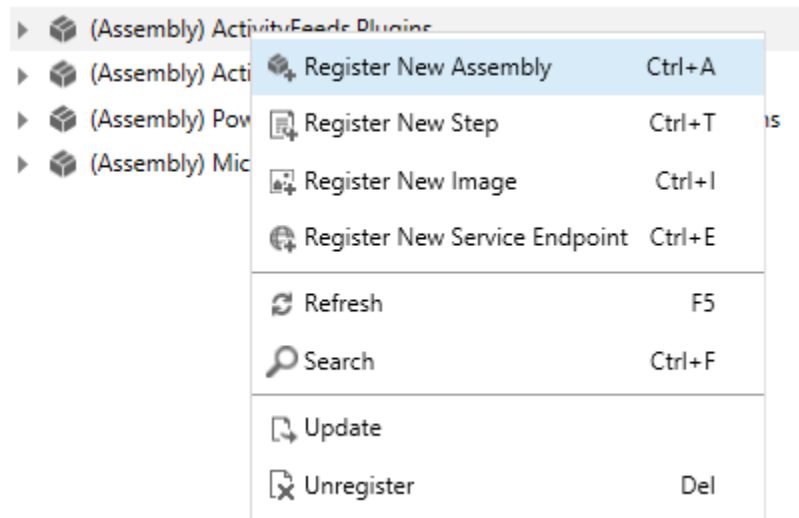 (Assembly) ActivityFeeds Plugins
(Assembly) Acti
(Assembly) Pow
ns
(Assembly) Mic
Register New Assembly Ctrl+A
Register New Step Ctrl+T
Register New Image Ctrl+I
Register New Service Endpoint Ctrl+E
Refresh F5
Search Ctrl+F
Update
Unregister Del